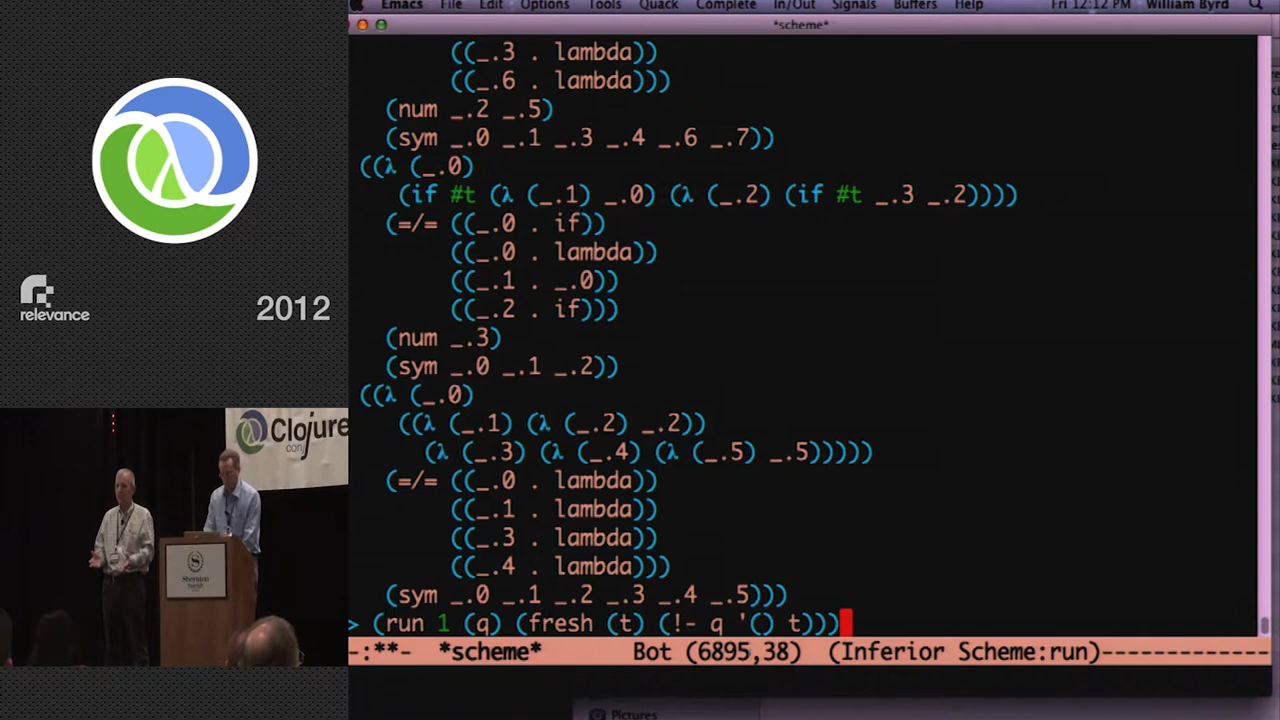 Emacs File Edit Options Tools Quack Complete In/Out Signals Buffers Help Fri 12:12 PM William Byrd
*scheme*
((_.3 . lambda))
((_.6 . lambda)))
(num _.2 _.5)
(sym _.0 _.1 _.3 _.4 _.6 _.7))
((λ (_.0)
(if #t (λ (_.1) _.0) (λ (_.2) (if #t _.3 _.2))))
(=/= ((_.0 . if))
((_.0 . lambda))
((_.1 . _.0))
((_.2 . if)))
(num _.3)
(sym _.0 _.1 _.2))
((λ (_.0)
((λ (_.1) (λ (_.2) _.2))
(λ (_.3) (λ (_.4) (λ (_.5) _.5)))))
(=/= ((_.0 . lambda))
((_.1 . lambda))
((_.3 . lambda))
((_.4 . lambda)))
(sym _.0 _.1 _.2 _.3 _.4 _.5)))
> (run 1 (q) (fresh (t) (!- q '() t)))
-:**- *scheme* Bot (6895,38) (Inferior Scheme:run)------------
Pictures
relevance
2012
Clojure
Sheraton